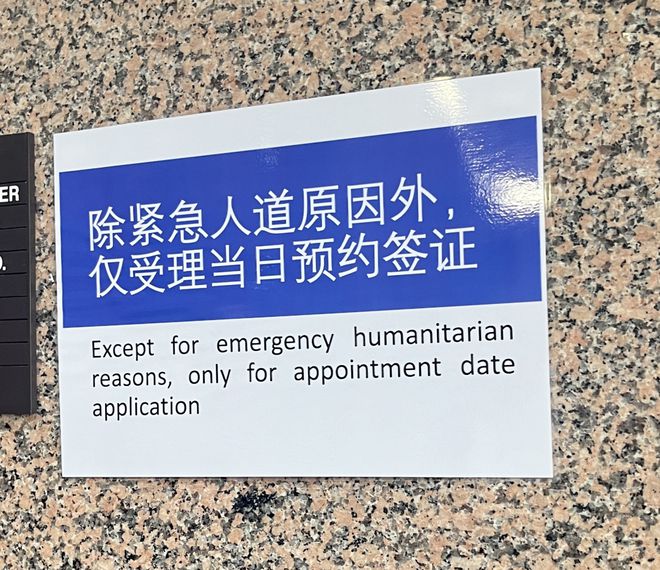 ER
除紧急人道原因外，
仅受理当日预约签证
Except for emergency humanitarian
reasons, only for appointment date
application